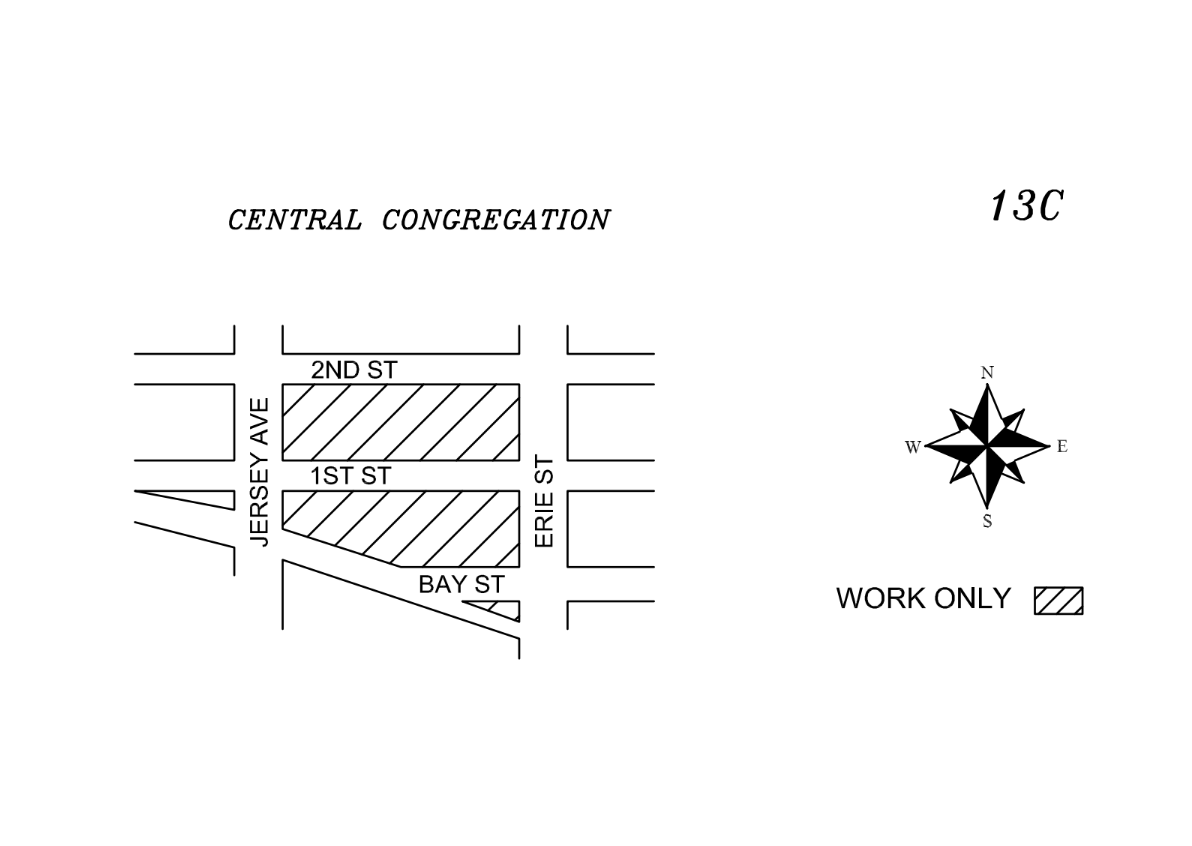 CENTRAL CONGREGATION
13C
2ND ST
JERSEY AVE
1ST ST
ERIE ST
BAY ST
N
W
E
S
WORK ONLY